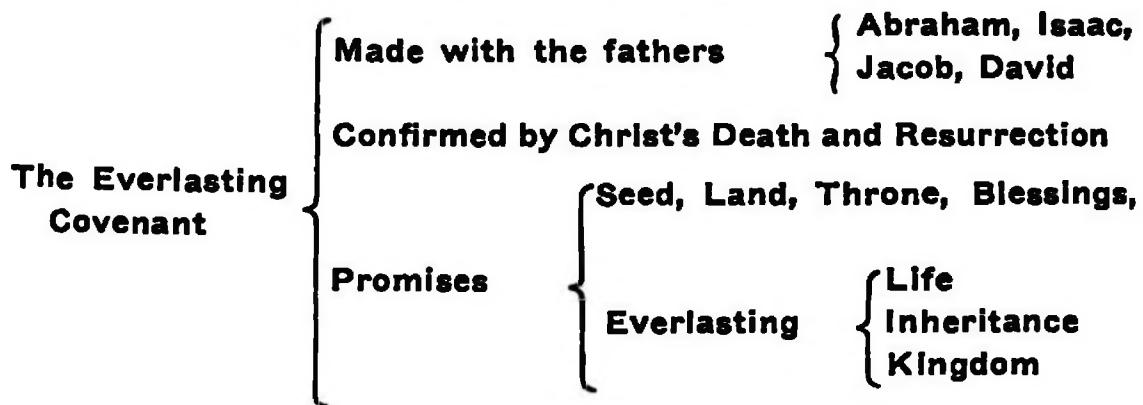 Made with the fathers
Abraham, Isaac,
Jacob, David
Confirmed by Christ's Death and Resurrection
The Everlasting
Covenant
Promises
Seed, Land, Throne, Blessings,
Everlasting
Life
Inheritance
Kingdom